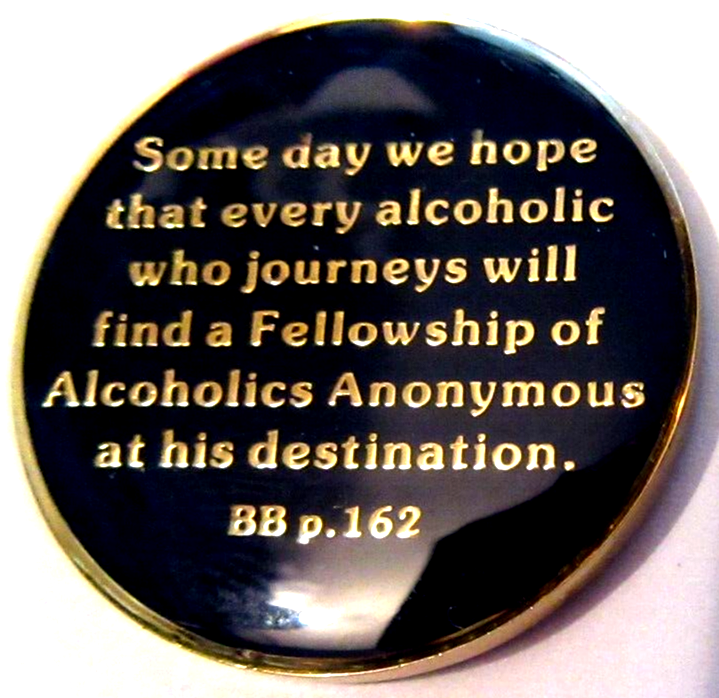 Some day we hope
that every alcoholic
who journeys will
find a Fellowship of
Alcoholics Anonymous
at his destination.
BB p.162